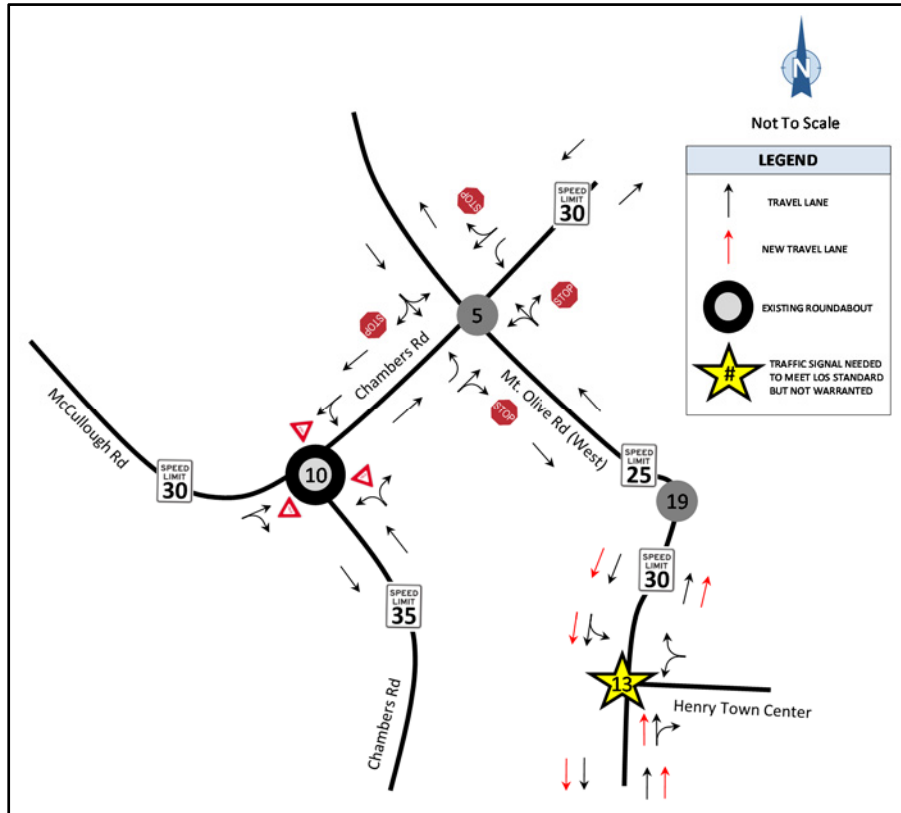 N
Not To Scale
LEGEND
TRAVEL LANE
NEW TRAVEL LANE
EXISTING ROUNDABOUT
#
TRAFFIC SIGNAL NEEDED
TO MEET LOS STANDARD
BUT NOT WARRANTED
STOP
SPEED
LIMIT
30
STOP
5
STOP
Chambers Rd
STOP
Mt. Olive Rd (West)
McCullough Rd
SPEED
LIMIT
30
10
SPEED
LIMIT
25
19
SPEED
LIMIT
35
SPEED
LIMIT
30
13
Henry Town Center
Chambers Rd